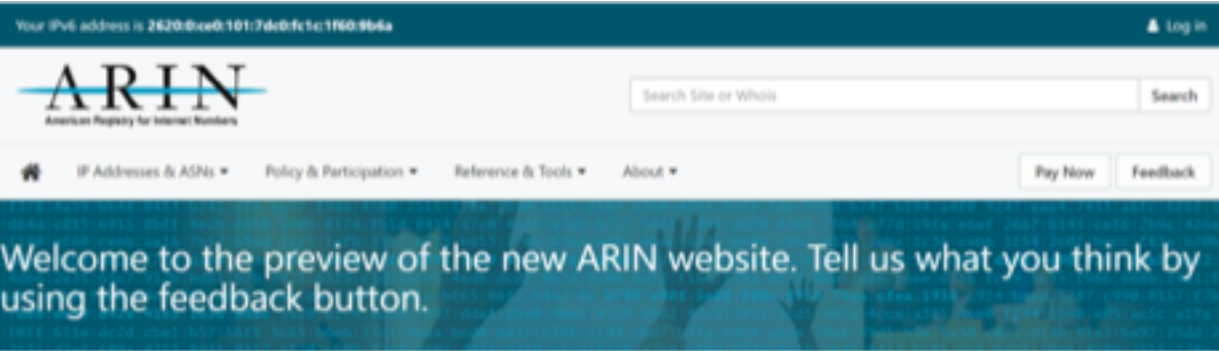 Your IPv6 address is 2620:0:ce0:101:7dc0:fc1c:1f60:9b6a
Log in
ARIN
American Registry for Internet Numbers
Search Site or Whois
Search
IP Addresses & ASNs
Policy & Participation
Reference & Tools
About
Pay Now
Feedback
Welcome to the preview of the new ARIN website. Tell us what you think by
using the feedback button.